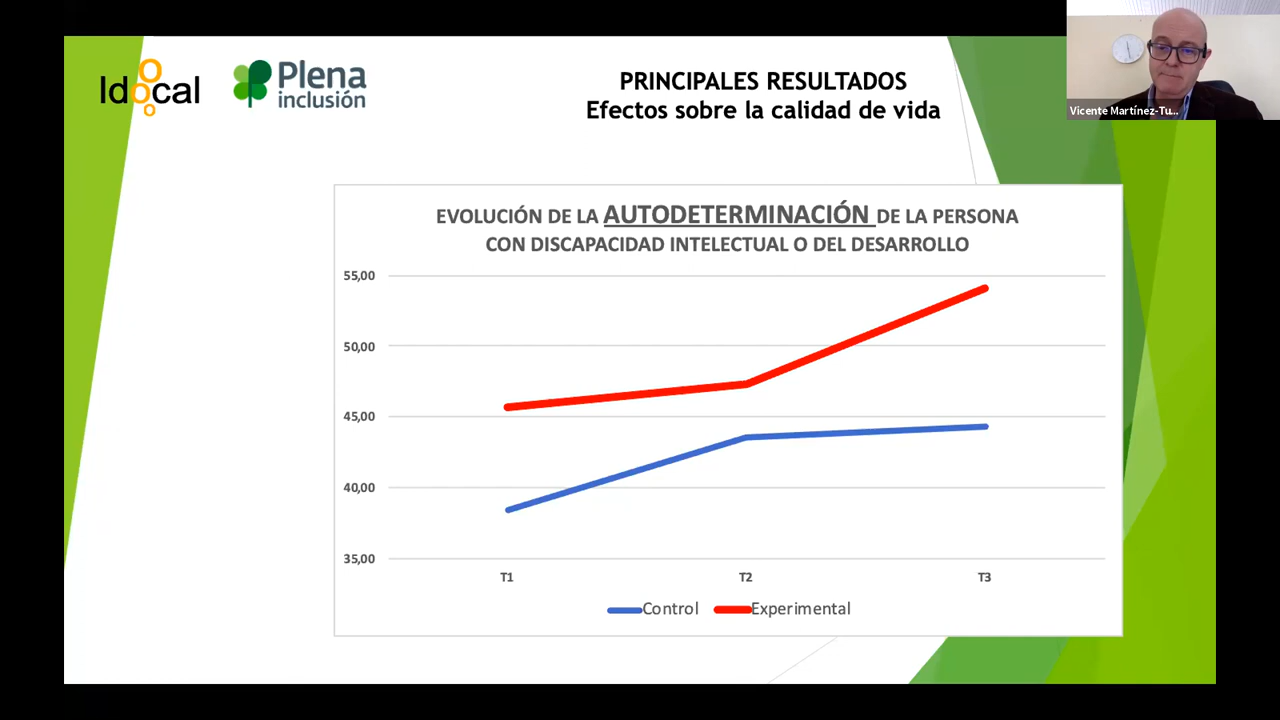 Idocal
Plena
inclusión
PRINCIPALES RESULTADOS
Efectos sobre la calidad de vida
Vicente Martínez-Tu...
EVOLUCIÓN DE LA AUTODETERMINACIÓN DE LA PERSONA
CON DISCAPACIDAD INTELECTUAL O DEL DESARROLLO
55,00
50,00
45,00
40,00
35,00
T1 T2 T3
Control Experimental